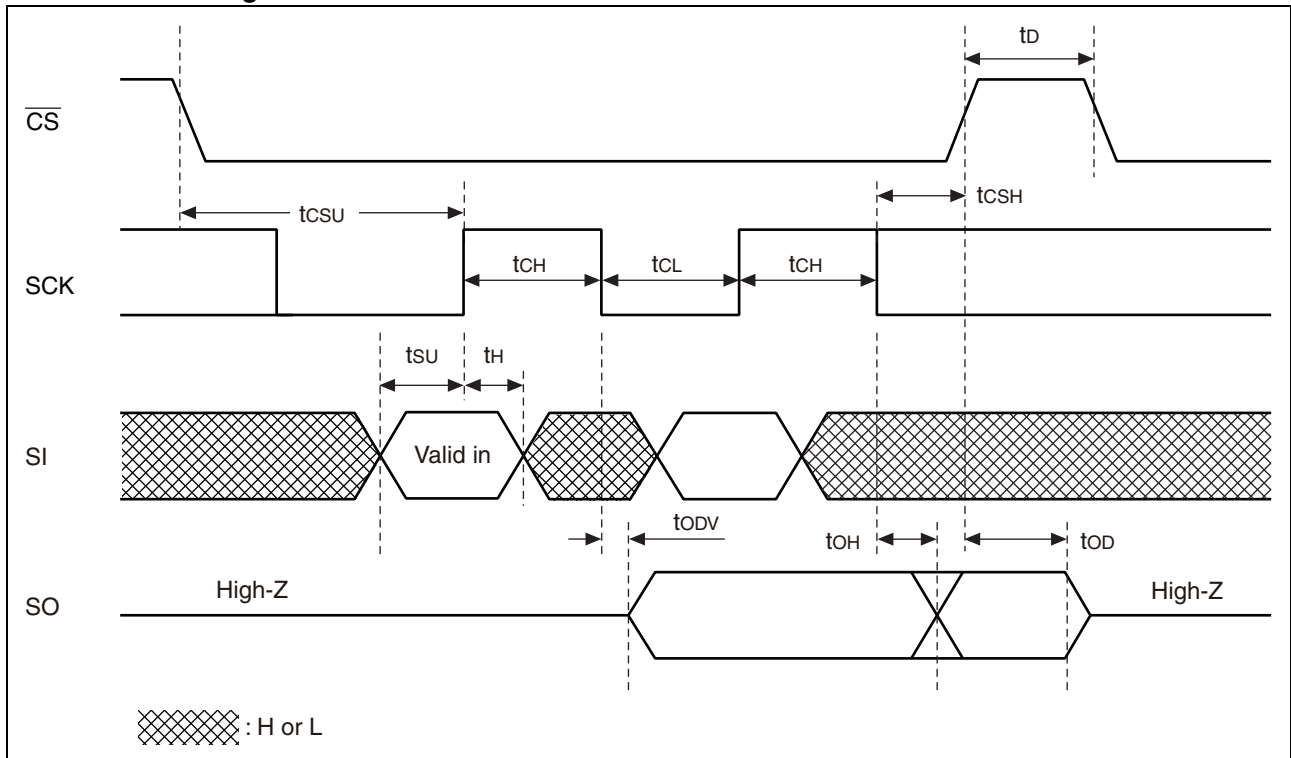 tD
CS
tCSH
tCSU
SCK
tCH
tCL
tCH
tSU
tH
SI
Valid in
tODV
tOH
tOD
High-Z
High-Z
SO
: H or L